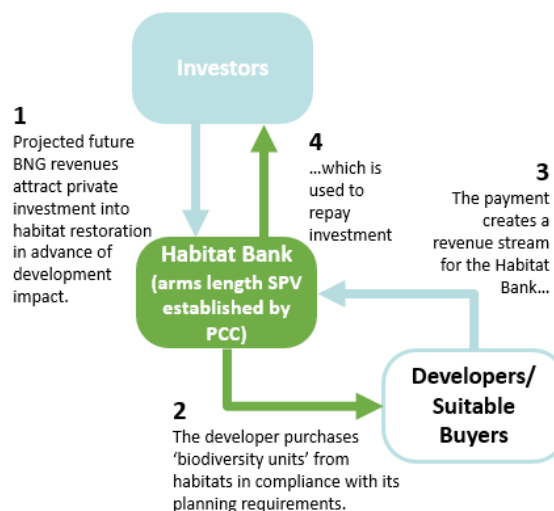 Investors
1
Projected future
BNG revenues
attract private
investment into
habitat restoration
in advance of
development
impact.
4
...which is
used to
repay
investment
3
The payment
creates a
revenue stream
for the Habitat
Bank...
Habitat Bank
(arms length SPV
established by
PCC)
Developers/
Suitable
Buyers
2
The developer purchases
‘biodiversity units’ from
habitats in compliance with its
planning requirements.